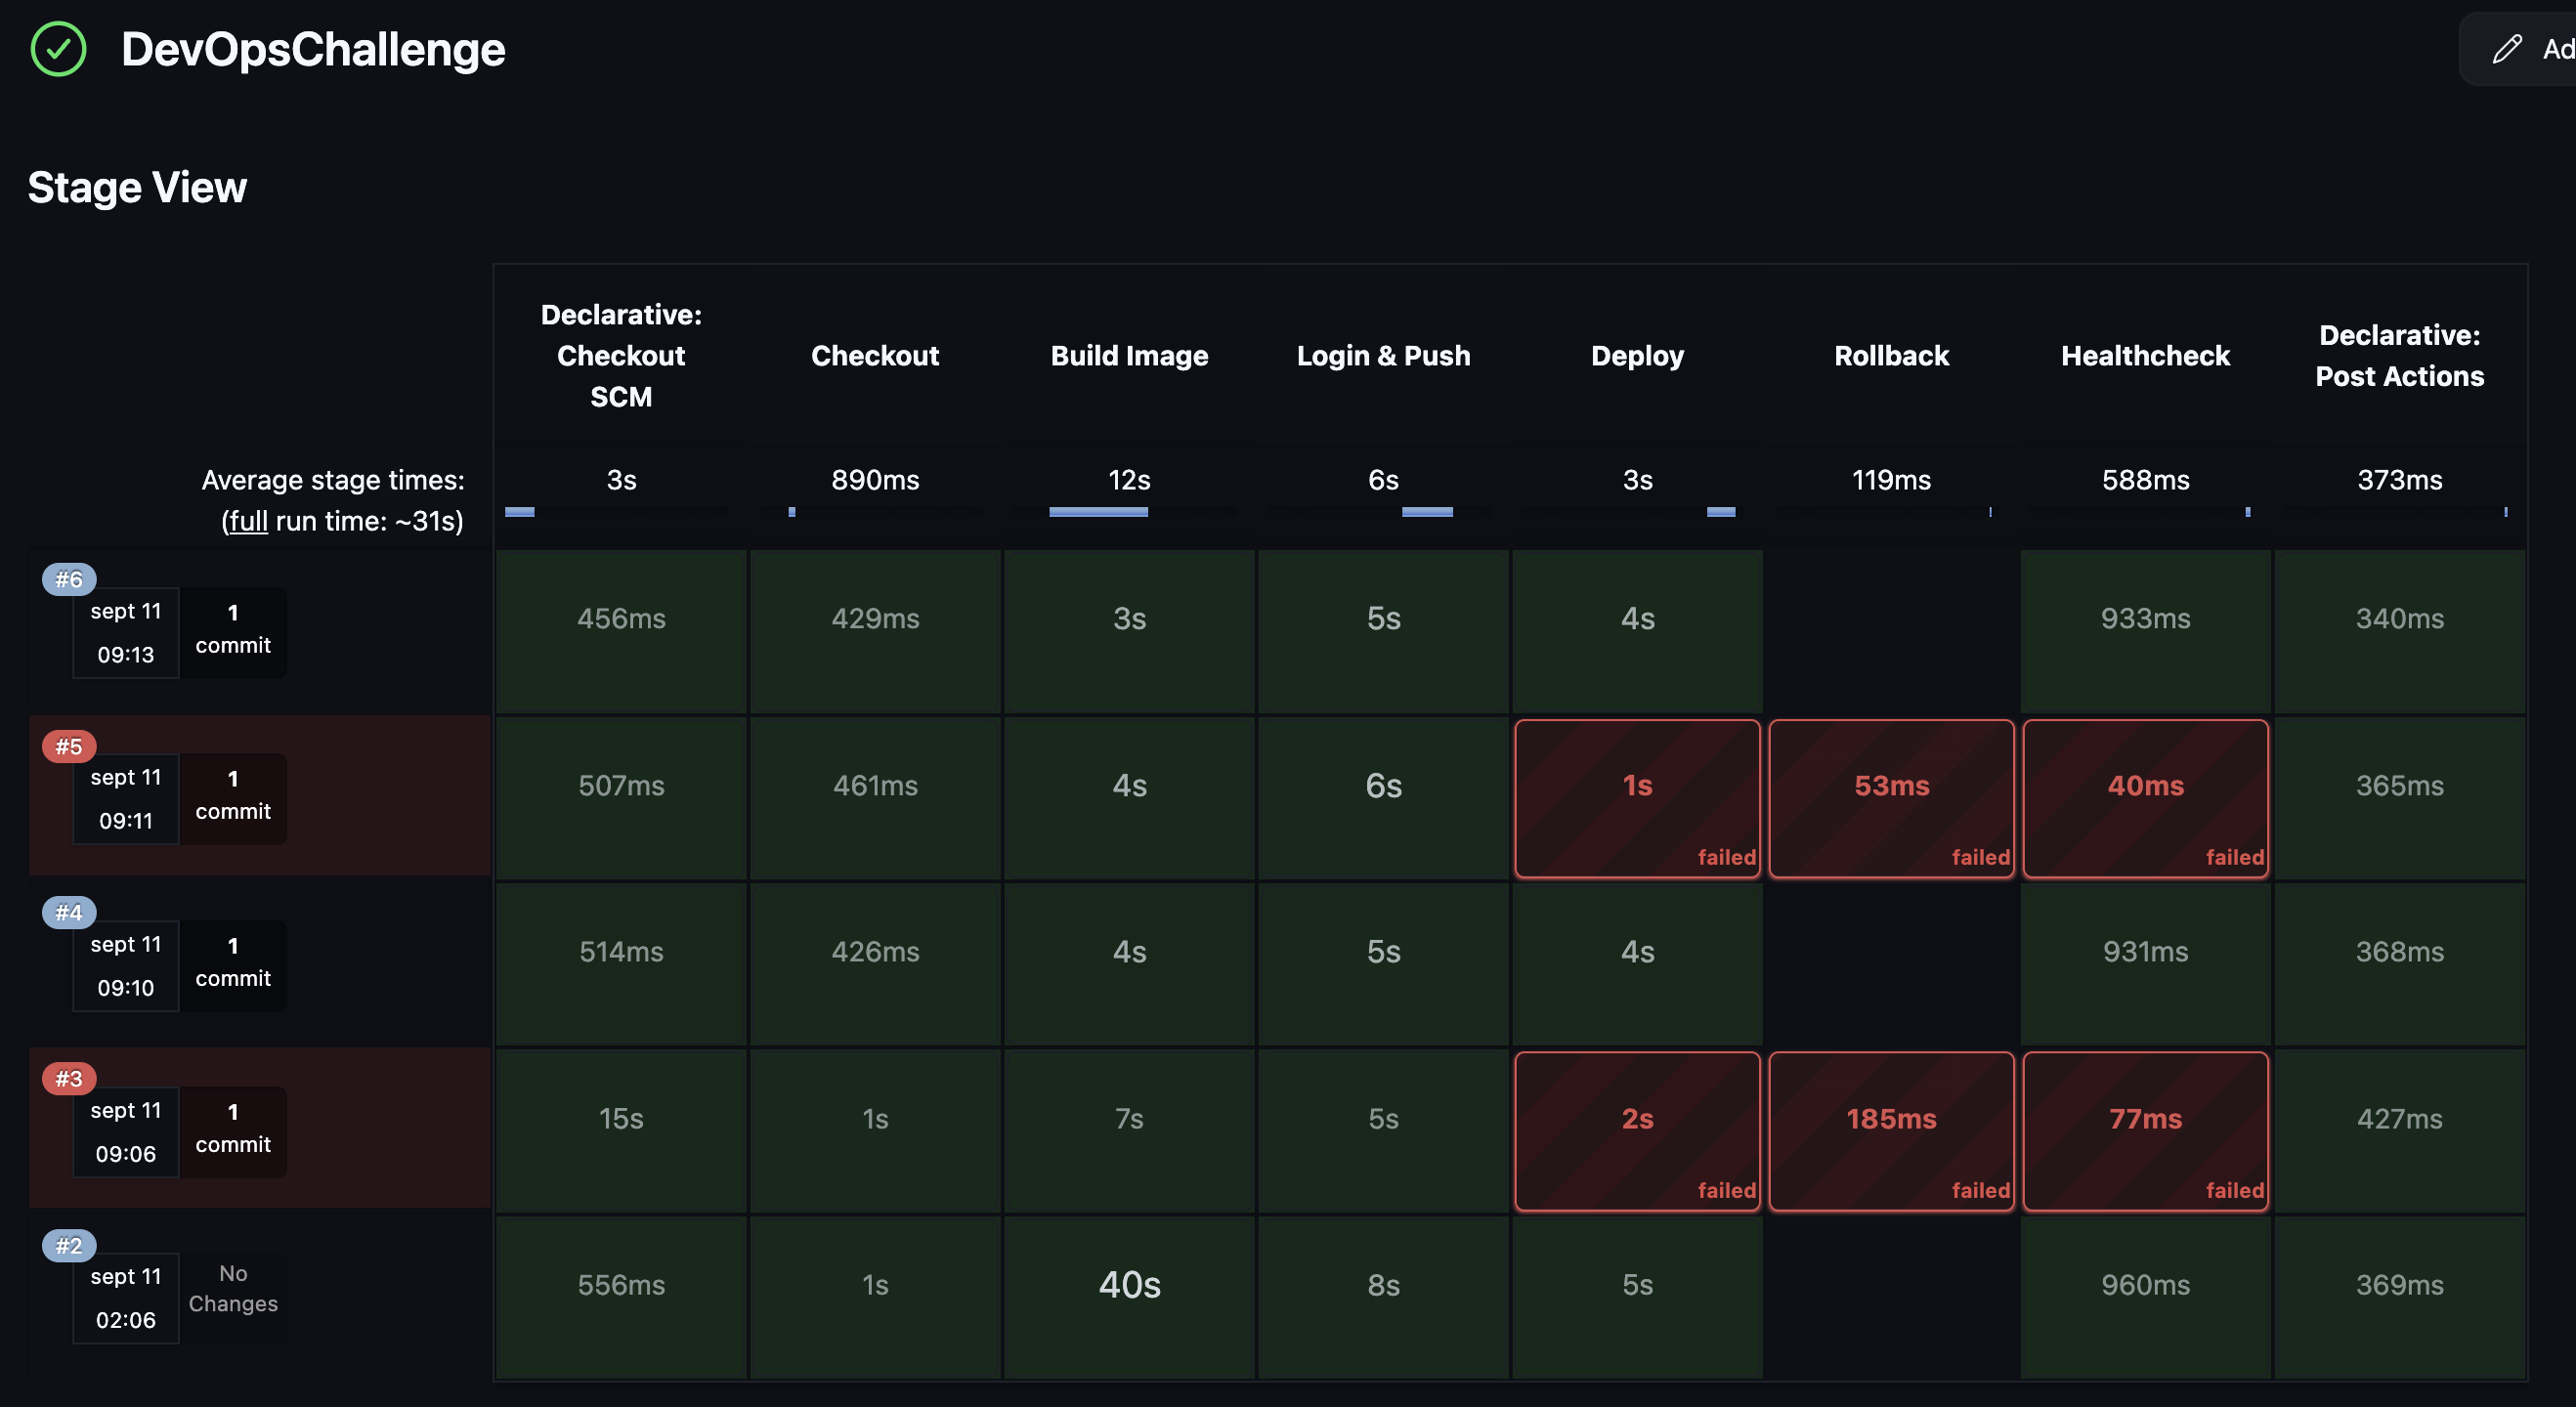 DevOpsChallenge
Ad
Stage View
Declarative:
Checkout
SCM
Checkout
Build Image
Login & Push
Deploy
Rollback
Healthcheck
Declarative:
Post Actions
Average stage times:
(full run time: ~31s)
3s
890ms
12s
6s
3s
119ms
588ms
373ms
#6
sept 11
09:13
1
commit
456ms
429ms
3s
5s
4s
933ms
340ms
#5
sept 11
09:11
1
commit
507ms
461ms
4s
6s
1s
failed
53ms
failed
40ms
failed
365ms
#4
sept 11
09:10
1
commit
514ms
426ms
4s
5s
4s
931ms
368ms
#3
sept 11
09:06
1
commit
15s
1s
7s
5s
2s
failed
185ms
failed
77ms
failed
427ms
#2
sept 11
02:06
No
Changes
556ms
1s
40s
8s
5s
960ms
369ms